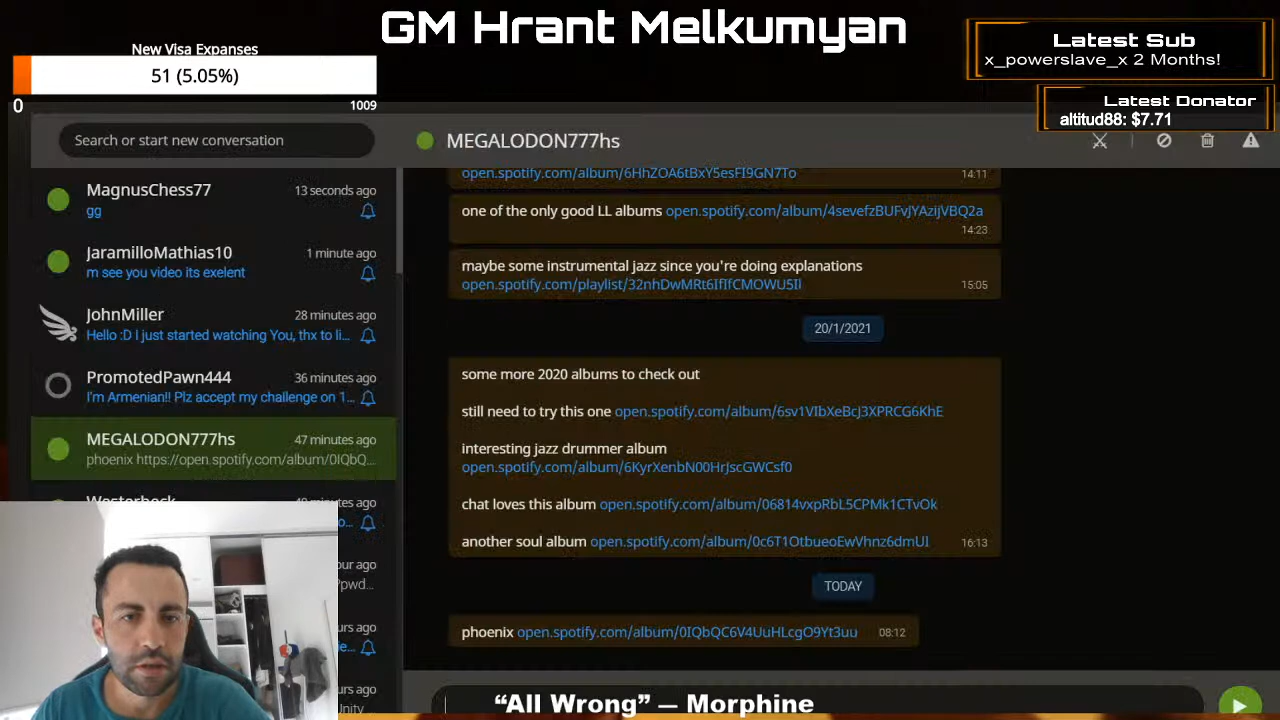 GM Hrant Melkumyan
Latest Sub
x_powerslave_x 2 Months!
Latest Donator
altitud88: $7.71
New Visa Expanses
51 (5.05%)
0
1009
Search or start new conversation
MagnusChess77 13 seconds ago
gg
JaramilloMathias10 1 minute ago
m see you video its exelent
JohnMiller 28 minutes ago
Hello :D I just started watching You, thx to li...
PromotedPawn444 36 minutes ago
I'm Armenian!! Plz accept my challenge on 1...
MEGALODON777hs 47 minutes ago
phoenix https://open.spotify.com/album/0IQbQ...
MEGALODON777hs
open.spotify.com/album/6HhZOA6tBxY5esFI9GN7To 14:11
one of the only good LL albums open.spotify.com/album/4sevefzBUFvJYAzijVBQ2a
14:23
maybe some instrumental jazz since you're doing explanations
open.spotify.com/playlist/32nhDwMRt6IfIfCMOWU5Il 15:05
20/1/2021
some more 2020 albums to check out
still need to try this one open.spotify.com/album/6sv1VIbXeBcJ3XPRCG6KhE
interesting jazz drummer album
open.spotify.com/album/6KyrXenbN00HrJscGWCsf0
chat loves this album open.spotify.com/album/06814vxpRbL5CPMk1CTvOk
another soul album open.spotify.com/album/0c6T1OtbueoEwVhnz6dmUI 16:13
TODAY
phoenix open.spotify.com/album/0IQbQC6V4UuHLcgO9Yt3uu 08:12
“All Wrong” — Morphine